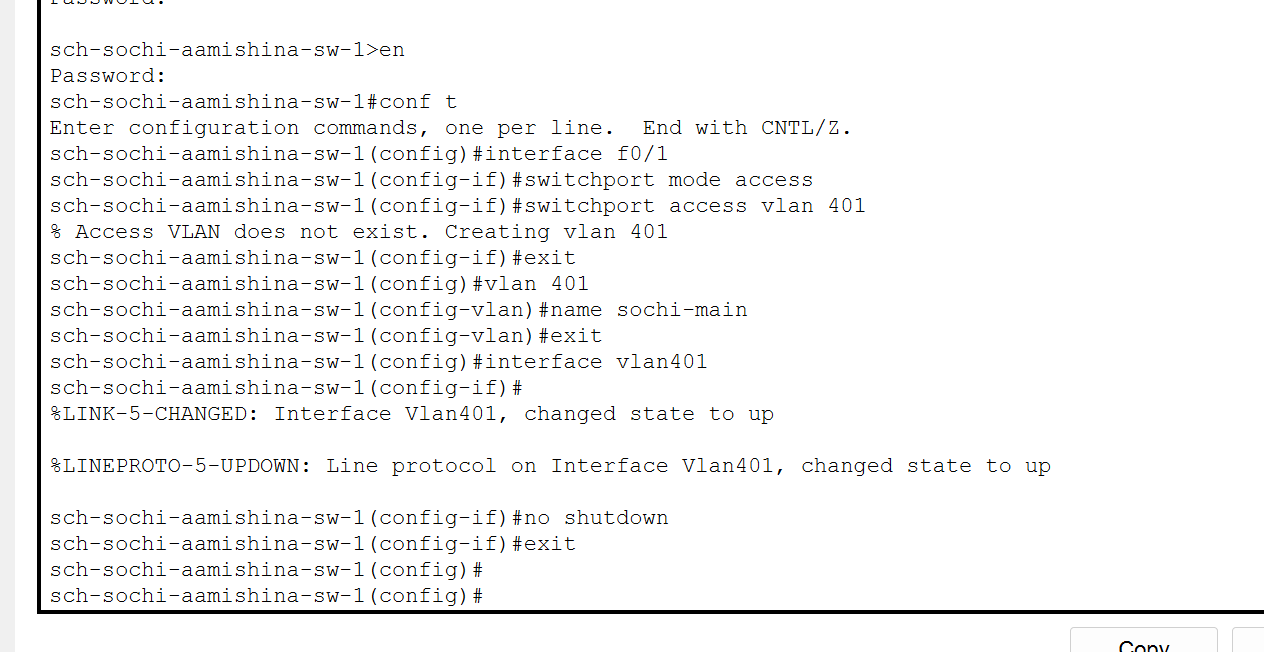 Password:
sch-sochi-aamishina-sw-1>en
Password:
sch-sochi-aamishina-sw-1#conf t
Enter configuration commands, one per line.  End with CNTL/Z.
sch-sochi-aamishina-sw-1(config)#interface f0/1
sch-sochi-aamishina-sw-1(config-if)#switchport mode access
sch-sochi-aamishina-sw-1(config-if)#switchport access vlan 401
% Access VLAN does not exist. Creating vlan 401
sch-sochi-aamishina-sw-1(config-if)#exit
sch-sochi-aamishina-sw-1(config)#vlan 401
sch-sochi-aamishina-sw-1(config-vlan)#name sochi-main
sch-sochi-aamishina-sw-1(config-vlan)#exit
sch-sochi-aamishina-sw-1(config)#interface vlan401
sch-sochi-aamishina-sw-1(config-if)#
%LINK-5-CHANGED: Interface Vlan401, changed state to up
%LINEPROTO-5-UPDOWN: Line protocol on Interface Vlan401, changed state to up
sch-sochi-aamishina-sw-1(config-if)#no shutdown
sch-sochi-aamishina-sw-1(config-if)#exit
sch-sochi-aamishina-sw-1(config)#
sch-sochi-aamishina-sw-1(config)#
Copy